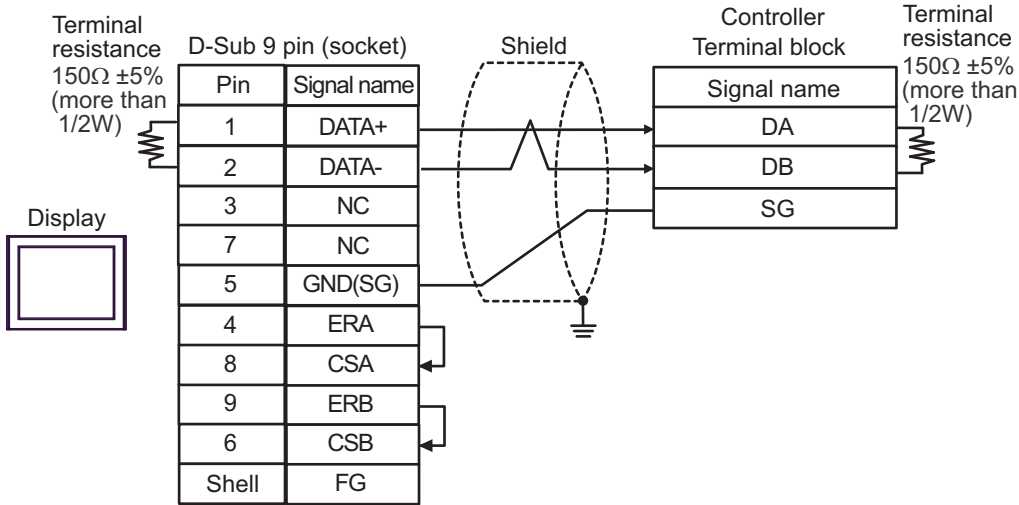 Terminal
resistance
150Ω ±5%
(more than
1/2W)
D-Sub 9 pin (socket)
Pin Signal name
1 DATA+
2 DATA-
3 NC
7 NC
5 GND(SG)
4 ERA
8 CSA
9 ERB
6 CSB
Shell FG
Display
Shield
Controller
Terminal block
Signal name
DA
DB
SG
Terminal
resistance
150Ω ±5%
(more than
1/2W)